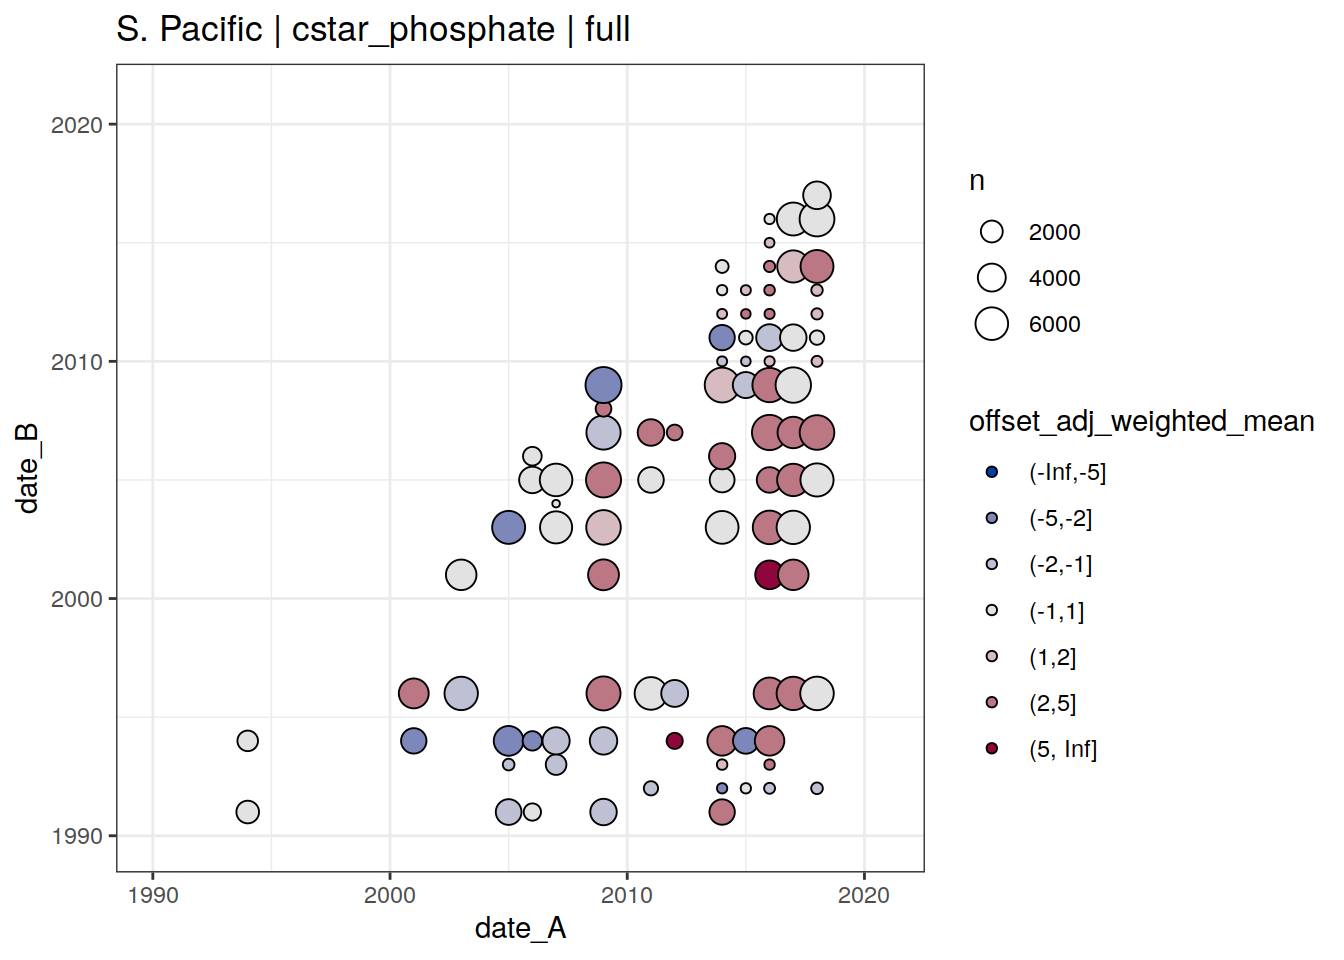 S. Pacific | cstar_phosphate | full
2020
2010
2000
1990
date_B
1990
2000
2010
2020
date_A
n
2000
4000
6000
offset_adj_weighted_mean
(-Inf,-5]
(-5,-2]
(-2,-1]
(-1,1]
(1,2]
(2,5]
(5, Inf]